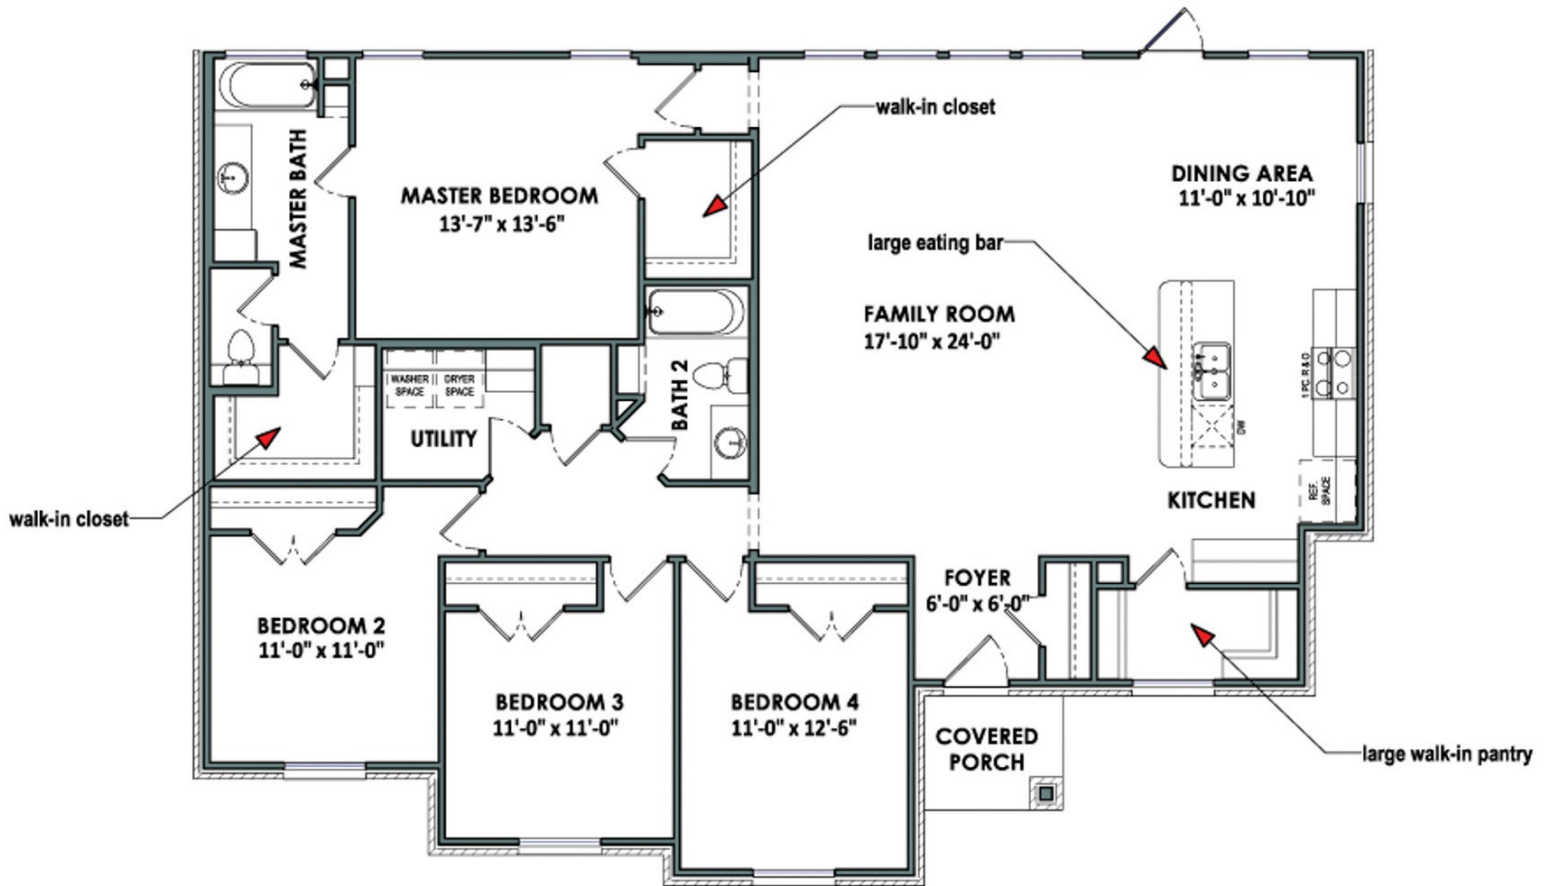 walk-in closet
MASTER BATH
MASTER BEDROOM
13'-7" x 13'-6"
DINING AREA
11'-0" x 10'-10"
large eating bar
FAMILY ROOM
17'-10" x 24'-0"
WASHER
SPACE
DRYER
SPACE
UTILITY
BATH 2
1 PC. R & O
DW
REF.
SPACE
KITCHEN
walk-in closet
FOYER
6'-0" x 6'-0"
BEDROOM 2
11'-0" x 11'-0"
BEDROOM 3
11'-0" x 11'-0"
BEDROOM 4
11'-0" x 12'-6"
COVERED
PORCH
large walk-in pantry